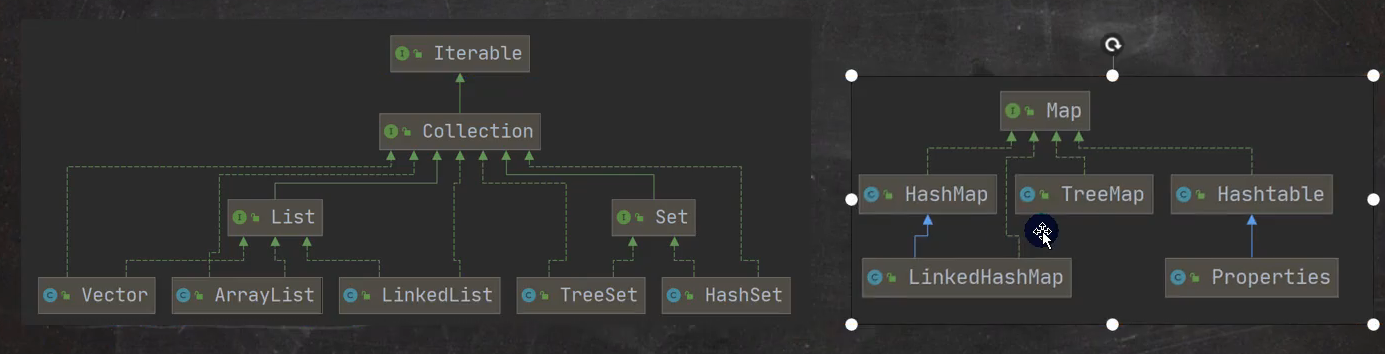 Iterable
Collection
List
Set
Vector
ArrayList
LinkedList
TreeSet
HashSet
Map
HashMap
TreeMap
Hashtable
LinkedHashMap
Properties